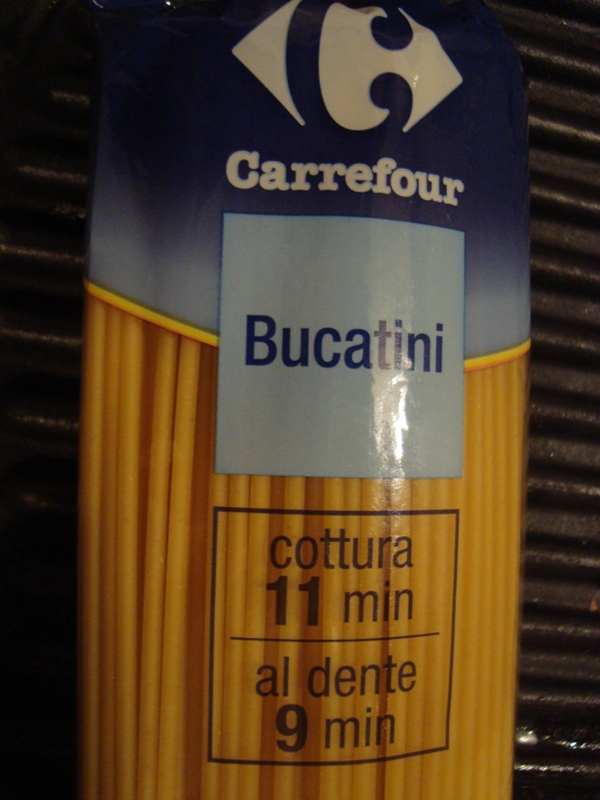 Carrefour
Bucatini
cottura
11 min
al dente
9 min